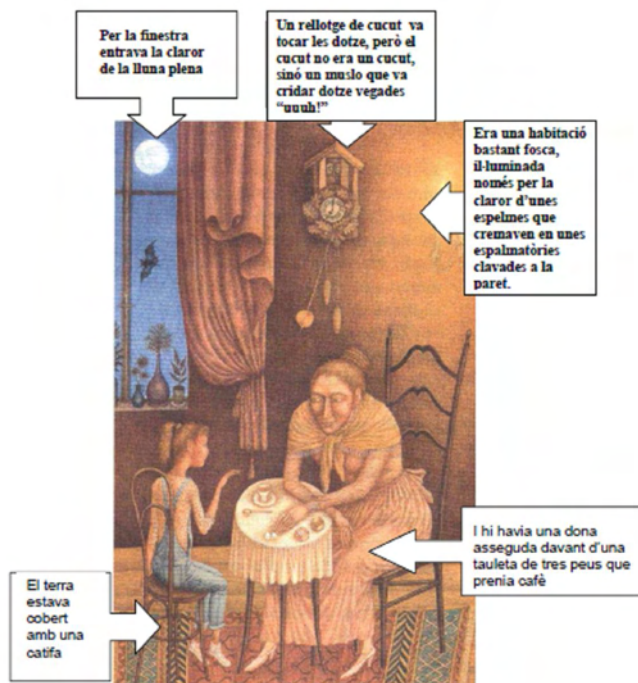 Per la finestra
entrava la claror
de la lluna plena
Un rellotge de cucut va
tocar les dotze, però el
cucut no era un cucut,
sinó un muslo que va
cridar dotze vegades
“uuuh!”
Era una habitació
bastant fosca,
il·luminada
només per la
claror d’unes
espelmes que
cremaven en unes
espalmatòries
clavades a la
paret.
I hi havia una dona
asseguda davant d’una
tauleta de tres peus que
prenia cafè
El terra
estava
cobert
amb una
catifa